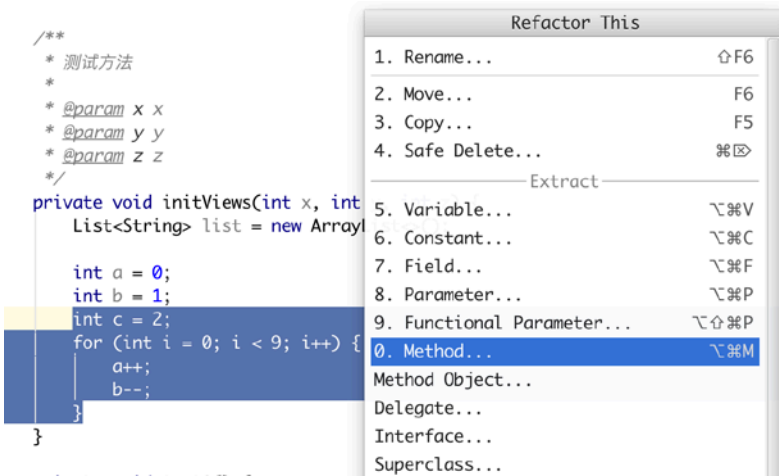 /**
 * 测试方法
 *
 * @param x x
 * @param y y
 * @param z z
 */
private void initViews(int x, int
List<String> list = new Array
int a = 0;
int b = 1;
int c = 2;
for (int i = 0; i < 9; i++) {
a++;
b--;
}
}
Refactor This
1. Rename... ⇧F6
2. Move... F6
3. Copy... F5
4. Safe Delete... ⌘⌦
Extract
5. Variable... ⌥⌘V
6. Constant... ⌥⌘C
7. Field... ⌥⌘F
8. Parameter... ⌥⌘P
9. Functional Parameter... ⌥⇧⌘P
0. Method... ⌥⌘M
Method Object...
Delegate...
Interface...
Superclass...